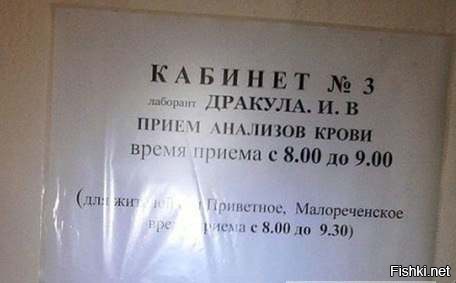 КАБИНЕТ № 3
лаборант ДРАКУЛА. И. В
ПРИЕМ АНАЛИЗОВ КРОВИ
время приема с 8.00 до 9.00
(для Приветное, Малореченское
приема с 8.00 до 9.30)
Fishki.net